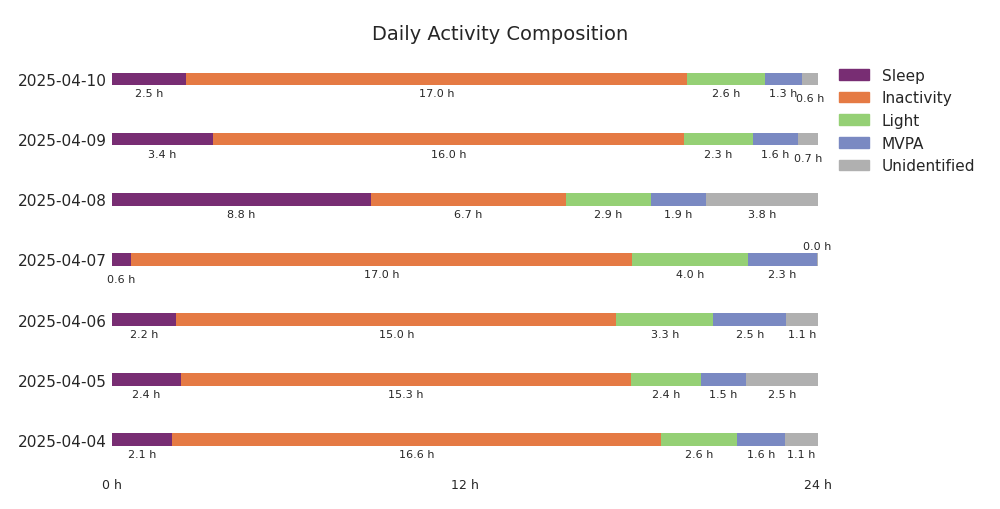 Daily Activity Composition
2025-04-10
2.5 h 17.0 h 2.6 h 1.3 h 0.6 h
2025-04-09
3.4 h 16.0 h 2.3 h 1.6 h 0.7 h
2025-04-08
8.8 h 6.7 h 2.9 h 1.9 h 3.8 h
2025-04-07
0.6 h 17.0 h 4.0 h 2.3 h 0.0 h
2025-04-06
2.2 h 15.0 h 3.3 h 2.5 h 1.1 h
2025-04-05
2.4 h 15.3 h 2.4 h 1.5 h 2.5 h
2025-04-04
2.1 h 16.6 h 2.6 h 1.6 h 1.1 h
0 h 12 h 24 h
Sleep
Inactivity
Light
MVPA
Unidentified